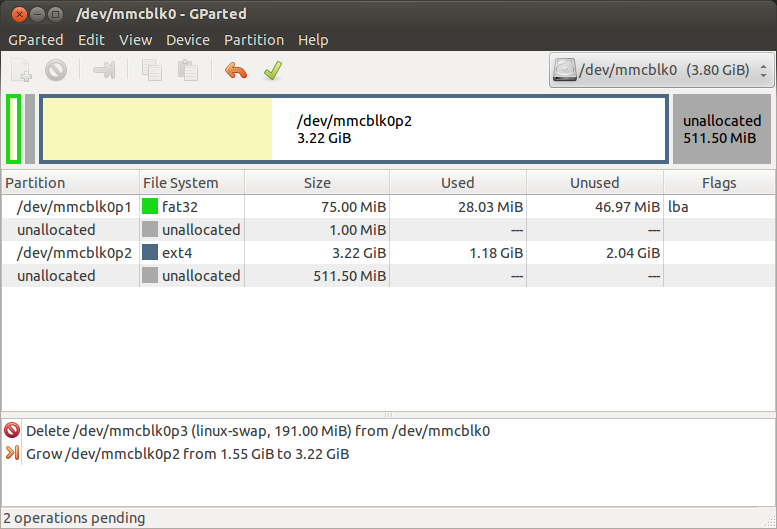 /dev/mmcblk0 - GParted
GParted Edit View Device Partition Help
/dev/mmcblk0 (3.80 GiB)
/dev/mmcblk0p2
3.22 GiB
unallocated
511.50 MiB
Partition File System Size Used Unused Flags
/dev/mmcblk0p1 fat32 75.00 MiB 28.03 MiB 46.97 MiB lba
unallocated unallocated 1.00 MiB --- ---
/dev/mmcblk0p2 ext4 3.22 GiB 1.18 GiB 2.04 GiB
unallocated unallocated 511.50 MiB --- ---
Delete /dev/mmcblk0p3 (linux-swap, 191.00 MiB) from /dev/mmcblk0
Grow /dev/mmcblk0p2 from 1.55 GiB to 3.22 GiB
2 operations pending